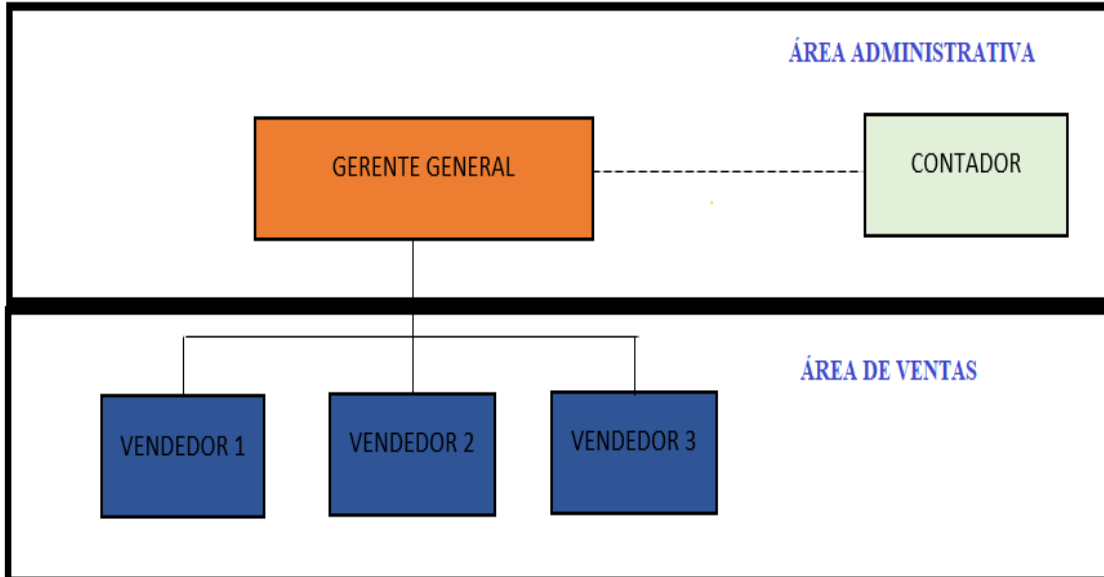 ÁREA ADMINISTRATIVA
GERENTE GENERAL
CONTADOR
ÁREA DE VENTAS
VENDEDOR 1
VENDEDOR 2
VENDEDOR 3